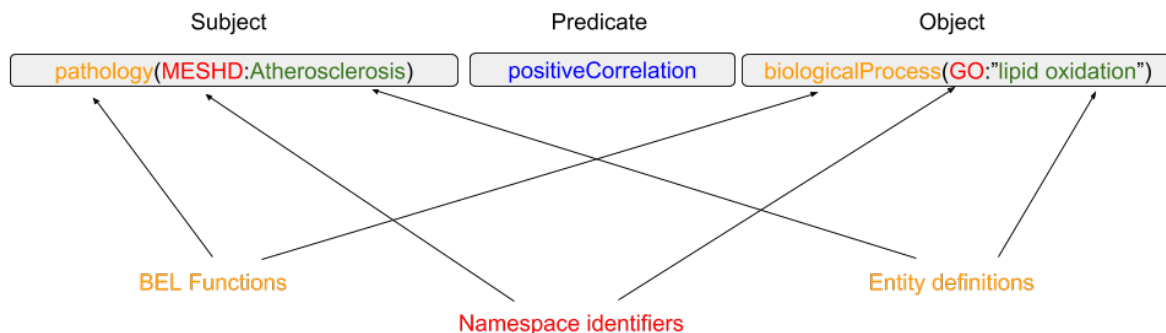 Subject Predicate Object
pathology(MESHD:Atherosclerosis) positiveCorrelation biologicalProcess(GO:”lipid oxidation”)
BEL Functions Entity definitions
Namespace identifiers